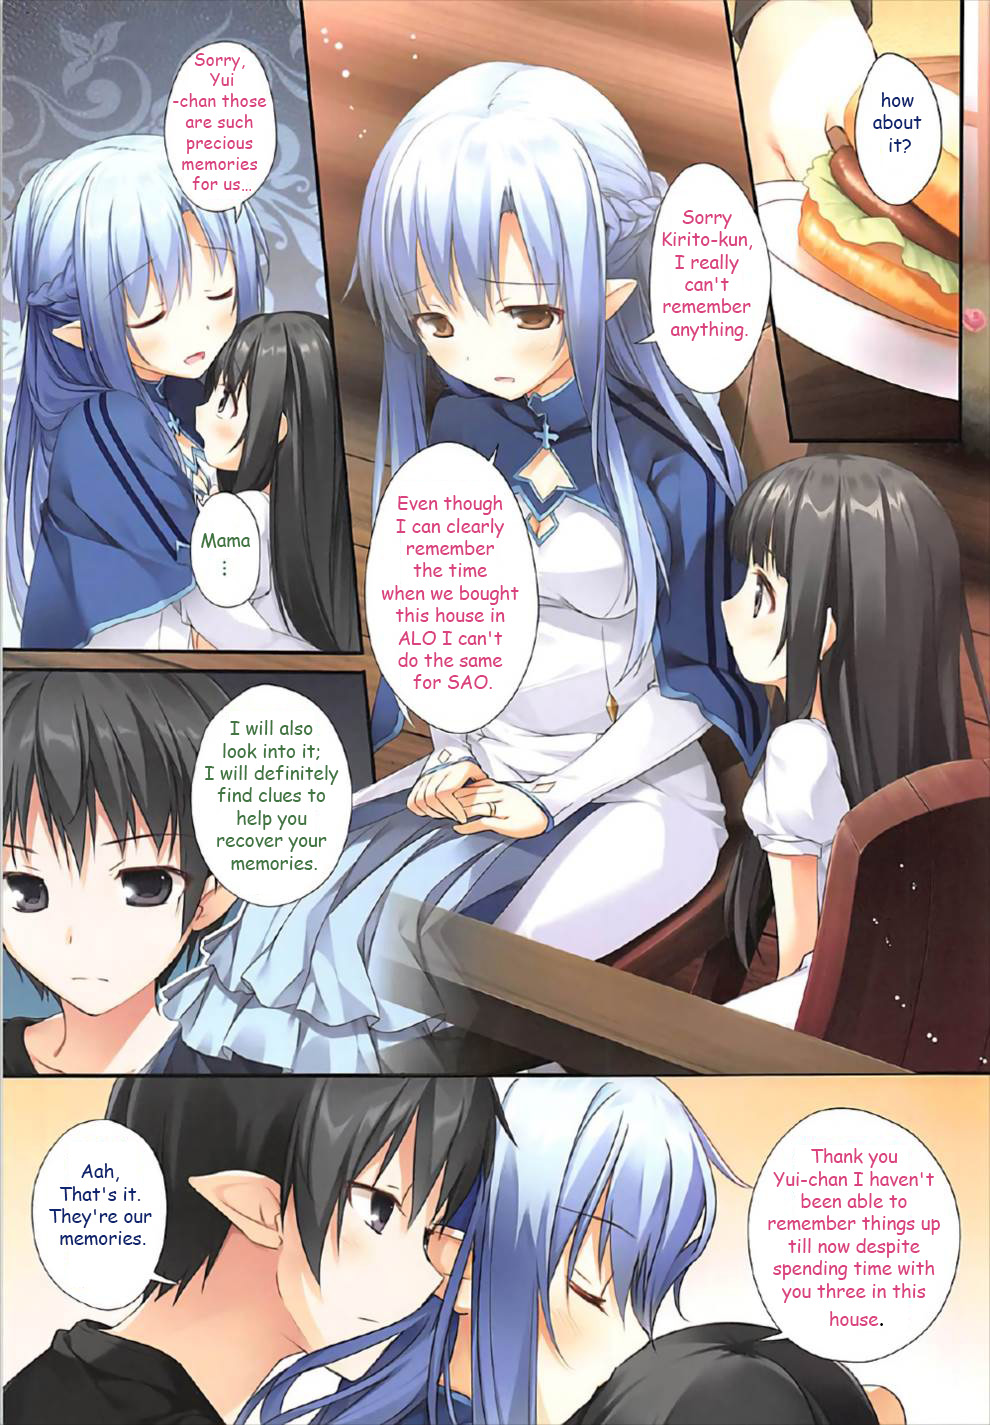 how
about
it?
Sorry
Kirito-kun,
I really
can't
remember
anything.
Even though
I can clearly
remember
the time
when we bought
this house in
ALO I can't
do the same
for SAO.
Sorry,
Yui
-chan those
are such
precious
memories
for us...
Mama
...
I will also
look into it;
I will definitely
find clues to
help you
recover your
memories.
Thank you
Yui-chan I haven't
been able to
remember things up
till now despite
spending time with
you three in this
house.
Aah,
That's it.
They're our
memories.